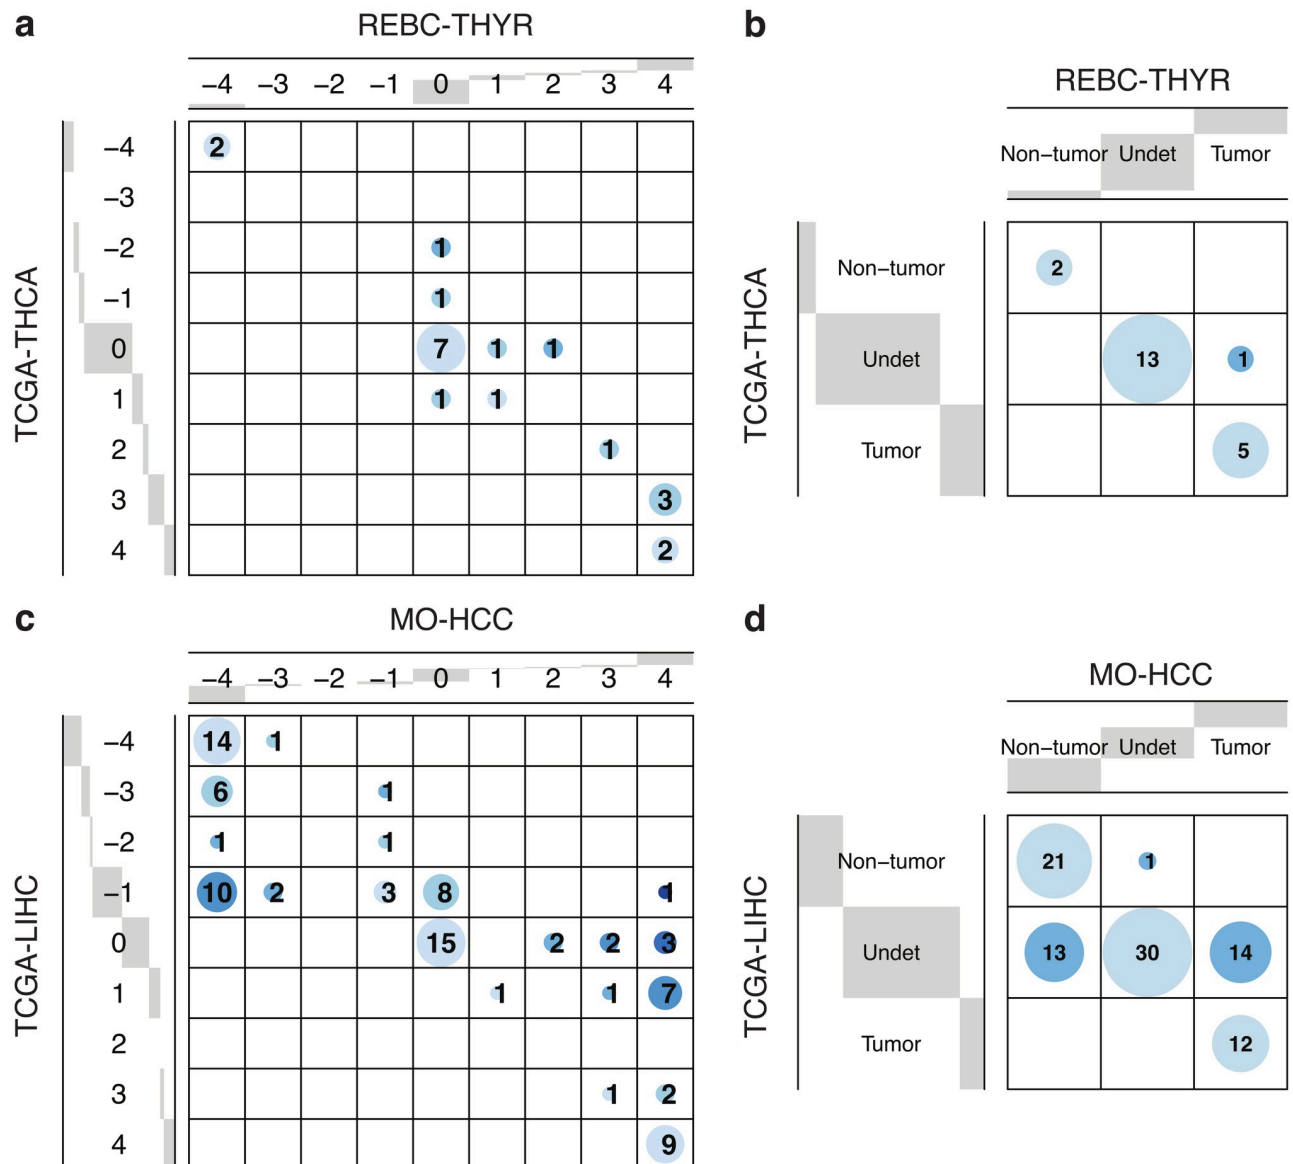 a
REBC-THYR
−4 −3 −2 −1 0 1 2 3 4
TCGA-THCA
−4 2
−3
−2 1
−1 1
0 7 1 1
1 1 1
2 1
3 3
4 2
b
REBC-THYR
Non−tumor Undet Tumor
TCGA-THCA
Non−tumor 2
Undet 13 1
Tumor 5
c
MO-HCC
−4 −3 −2 −1 0 1 2 3 4
TCGA-LIHC
−4 14 1
−3 6 1
−2 1 1
−1 10 2 3 8 1
0 15 2 2 3
1 1 1 7
2
3 1 2
4 9
d
MO-HCC
Non−tumor Undet Tumor
TCGA-LIHC
Non−tumor 21 1
Undet 13 30 14
Tumor 12